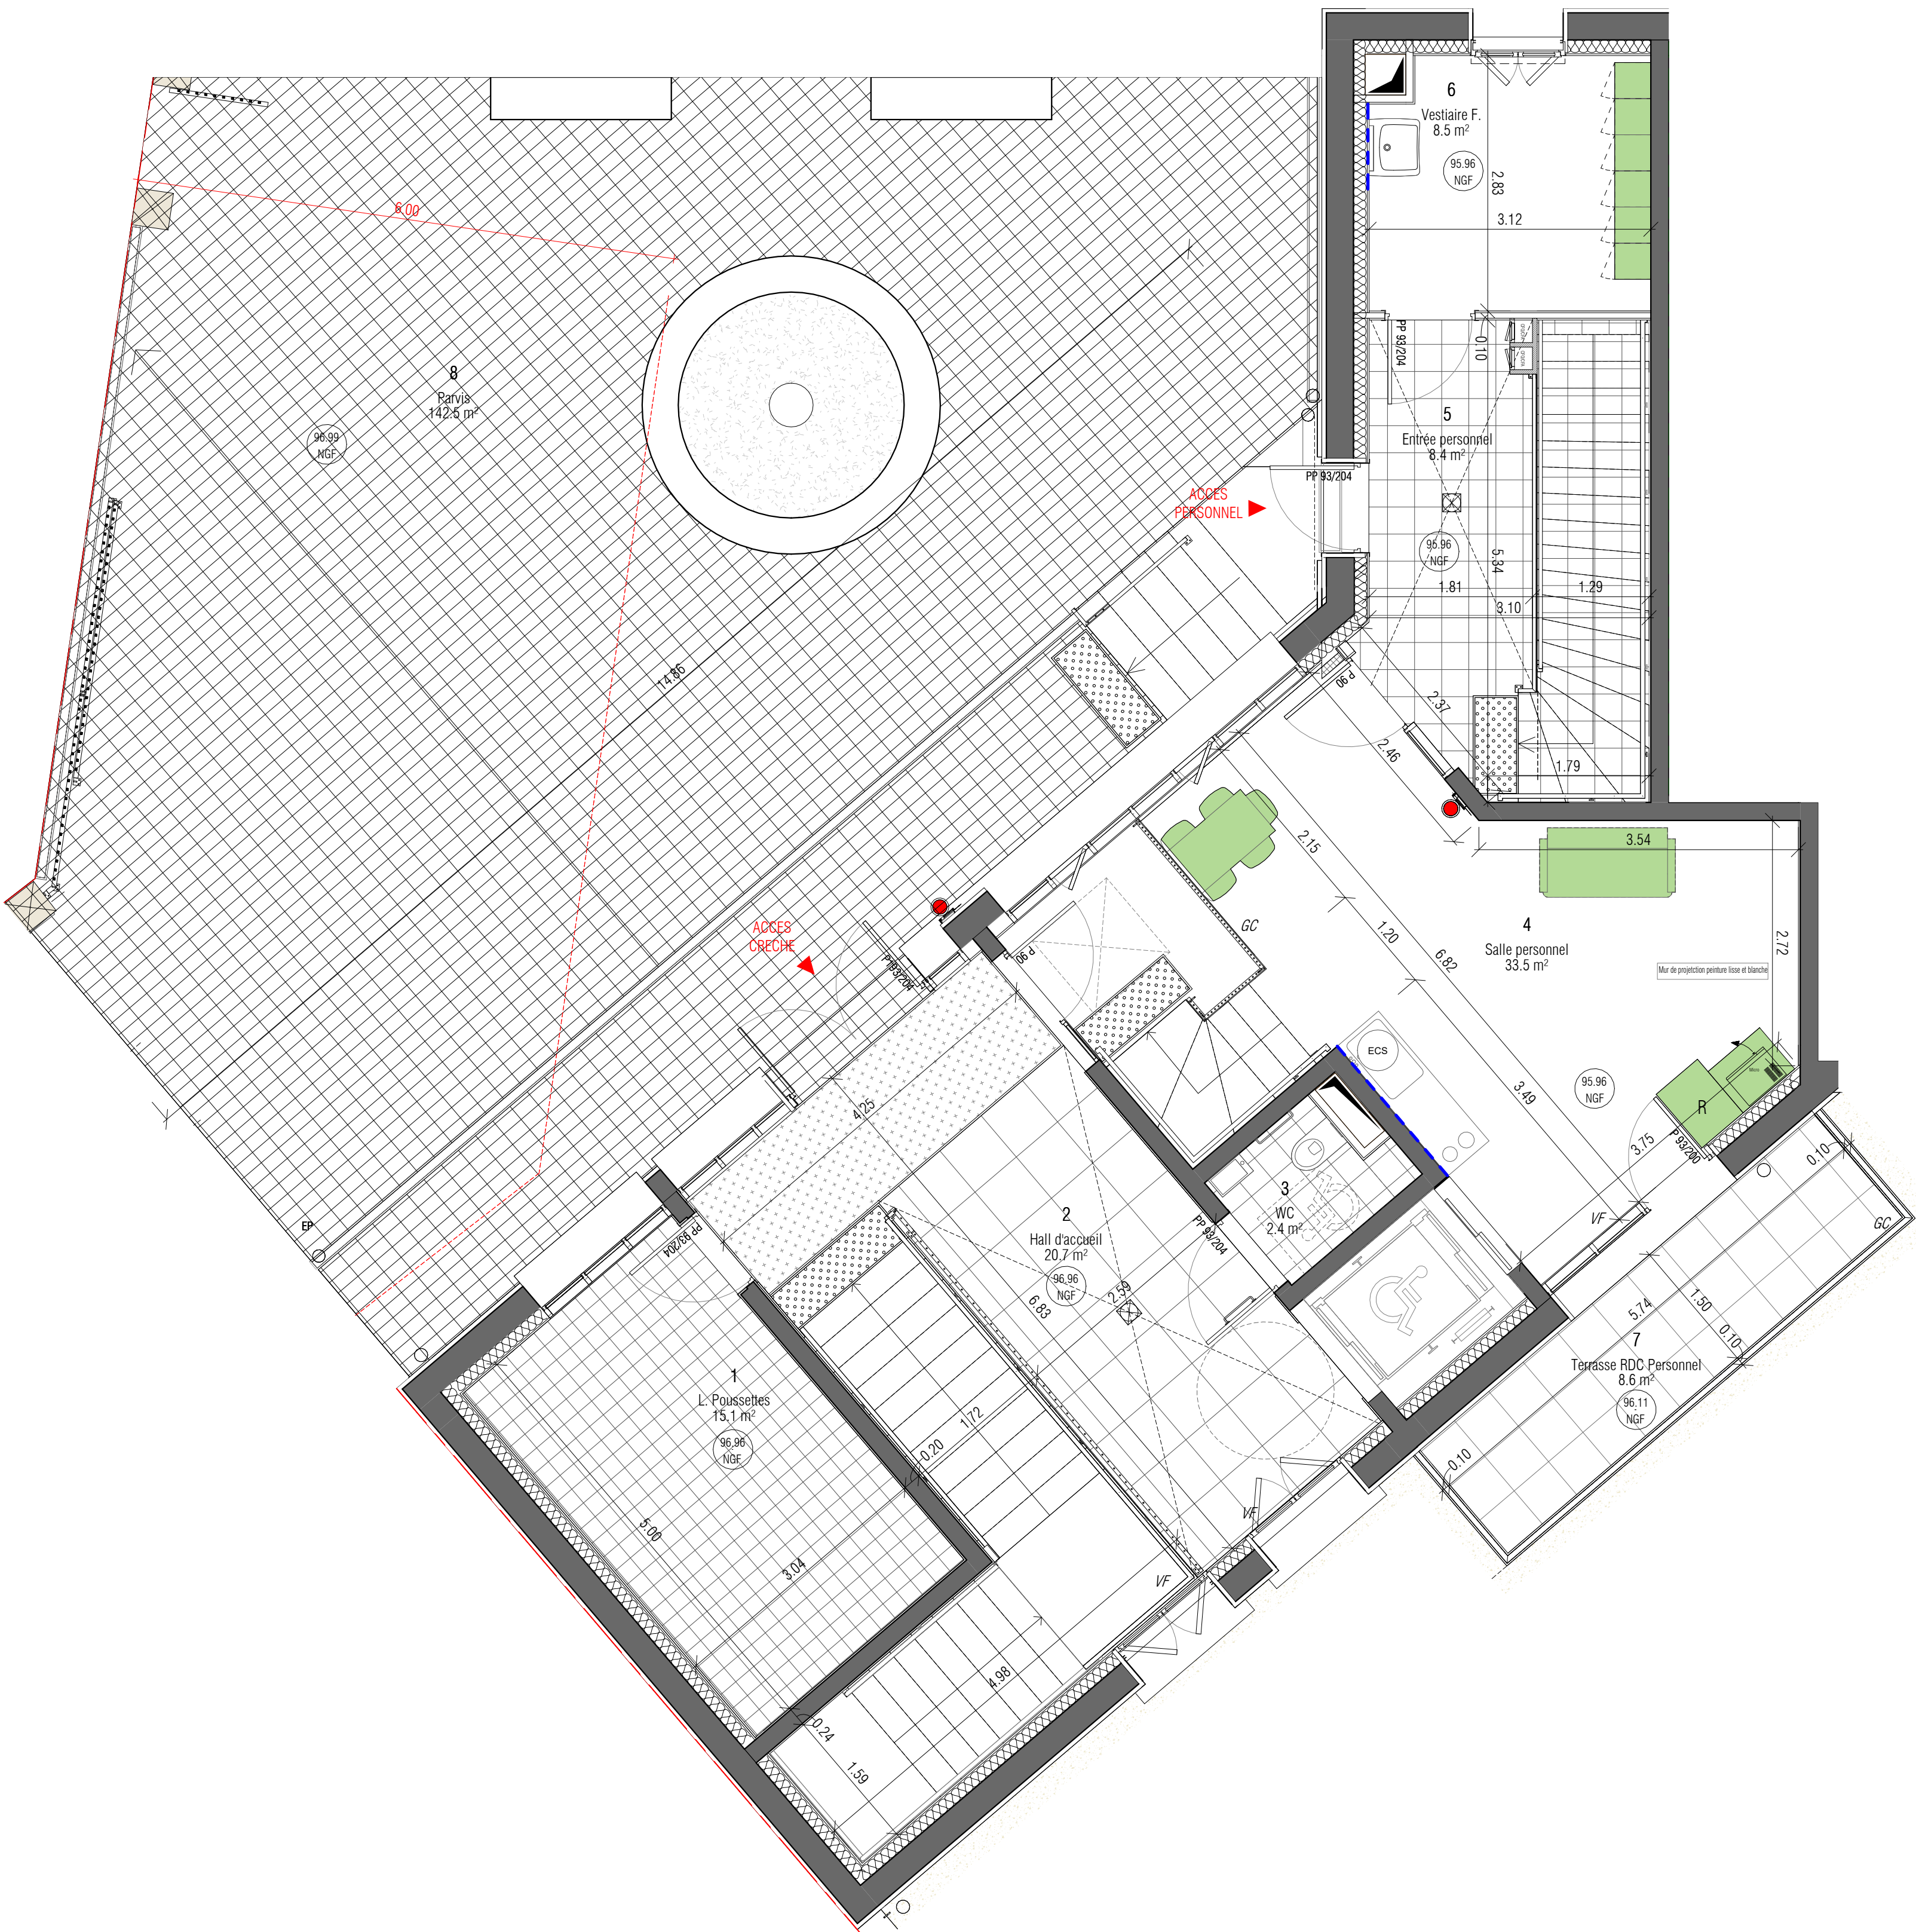 6
Vestiaire F.
8.5 m²
95.96
NGF
2.83
3.12
6.00
PP 93/204
0.10
8
Parvis
142.5 m²
96.99
NGF
5
Entrée personnel
8.4 m²
PP 93/204
ACCES
PERSONNEL
95.96
NGF
5.34
1.81
1.29
3.10
14.86
P 90
2.37
2.46
1.79
2.15
3.54
GC
4
Salle personnel
33.5 m²
1.20
6.82
2.72
Mur de projetction peinture lisse et blanche
ACCES
CRECHE
P 93/204
P 90
ECS
95.96
NGF
3.49
Micro
R
4.25
3.75
P 93/200
0.10
3
WC
2.4 m²
PP 93/204
EP
PP 93/204
2
Hall d'accueil
20.7 m²
96.96
NGF
2.59
6.83
VF
GC
1.50
5.74
0.10
7
Terrasse RDC Personnel
8.6 m²
96.11
NGF
1
L. Poussettes
15.1 m²
96.96
NGF
1.72
0.20
0.10
VF
5.00
3.04
VF
4.98
0.24
1.59